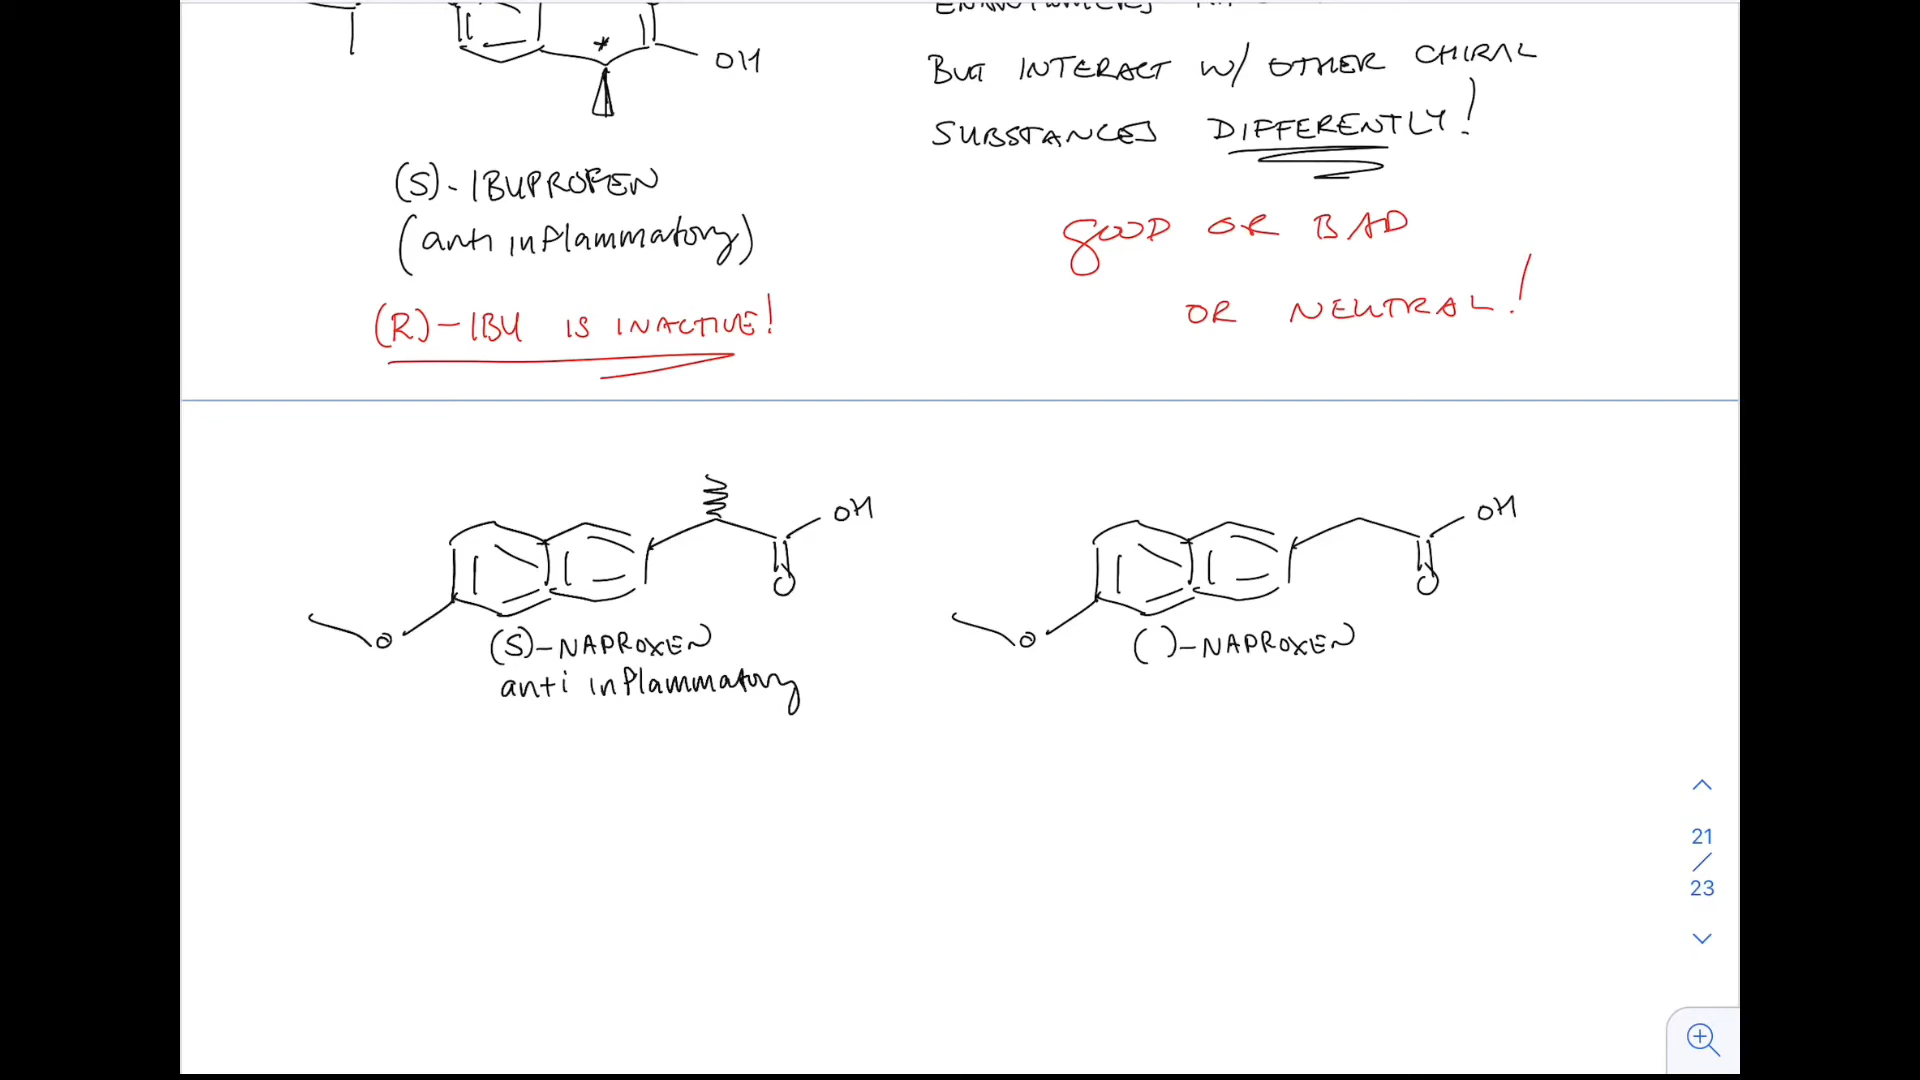 OH
BUT INTERACT W/ OTHER CHIRAL
SUBSTANCES DIFFERENTLY!
(S)-IBUPROFEN
(anti inflammatory)
GOOD OR BAD
OR NEUTRAL!
(R)-IBU IS INACTIVE!
OH
O
O
(S)-NAPROXEN
anti inflammatory
OH
O
O
( )-NAPROXEN
21
/
23